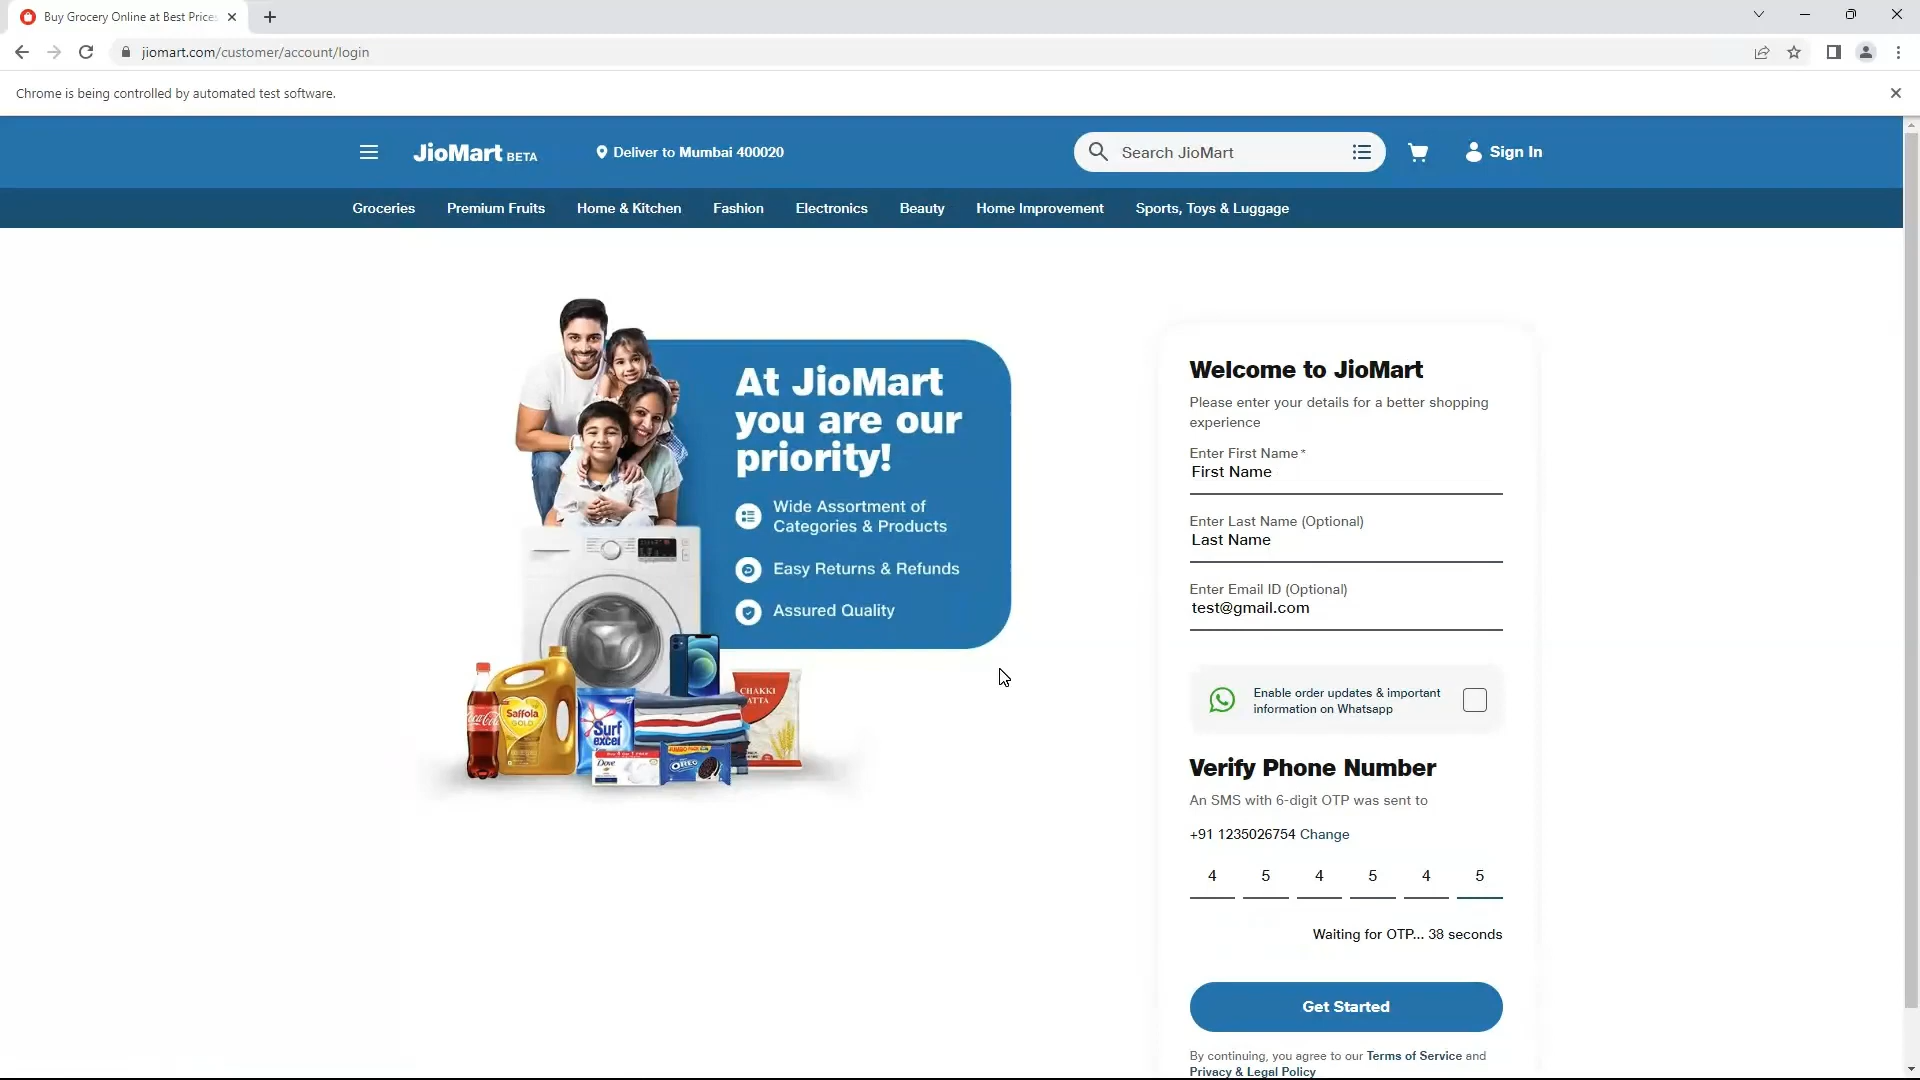 Buy Grocery Online at Best Prices
jiomart.com/customer/account/login
Chrome is being controlled by automated test software.
JioMart BETA
Deliver to Mumbai 400020
Search JioMart
Sign In
Groceries
Premium Fruits
Home & Kitchen
Fashion
Electronics
Beauty
Home Improvement
Sports, Toys & Luggage
At JioMart
you are our
priority!
Wide Assortment of
Categories & Products
Easy Returns & Refunds
Assured Quality
Coca-Cola
Saffola
GOLD
Surf
excel
Dove
OREO
CHAKKI
ATTA
Welcome to JioMart
Please enter your details for a better shopping
experience
Enter First Name*
First Name
Enter Last Name (Optional)
Last Name
Enter Email ID (Optional)
test@gmail.com
Enable order updates & important
information on Whatsapp
Verify Phone Number
An SMS with 6-digit OTP was sent to
+91 1235026754 Change
4 5 4 5 4 5
Waiting for OTP... 38 seconds
Get Started
By continuing, you agree to our Terms of Service and
Privacy & Legal Policy